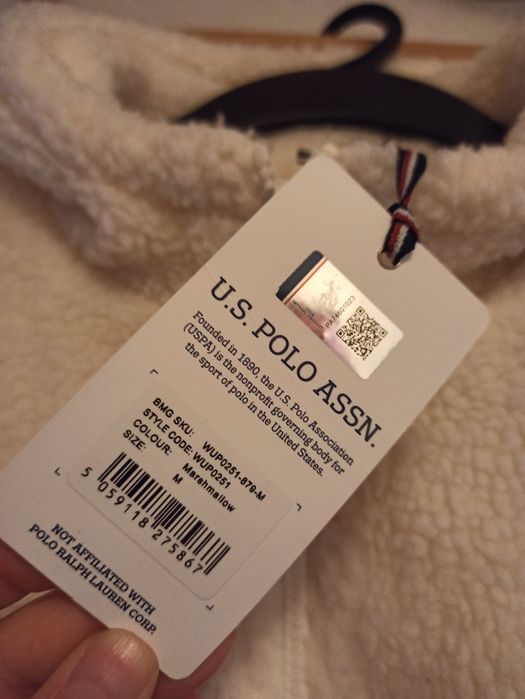 PA74601023
U.S. POLO ASSN.
Founded in 1890, the U.S. Polo Association
(USPA) is the nonprofit governing body for
the sport of polo in the United States.
BMG SKU: WUP0251-879-M
STYLE CODE: WUP0251
COLOUR: Marshmallow
SIZE: M
5 059118 275867
NOT AFFILIATED WITH
POLO RALPH LAUREN CORP.